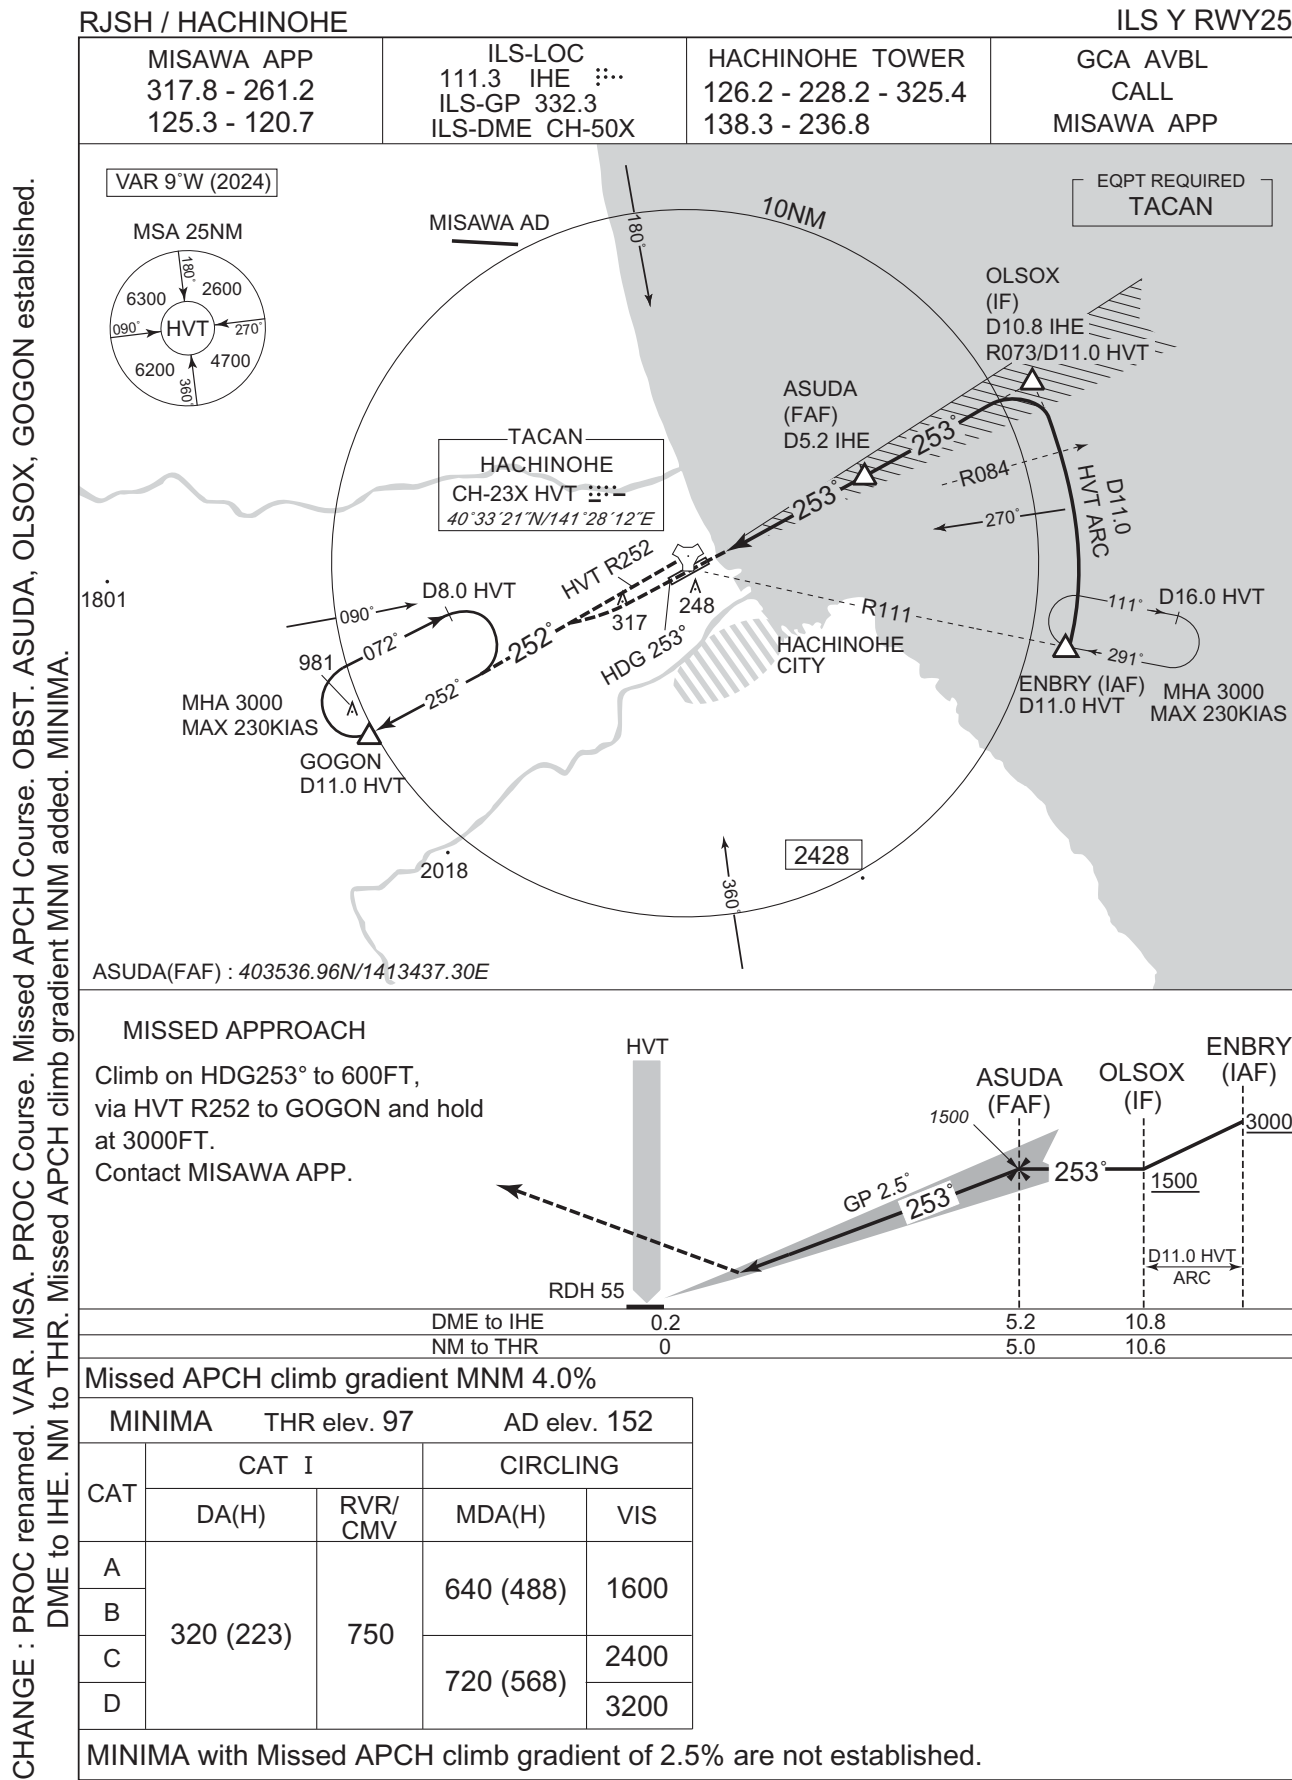 RJSH / HACHINOHE
ILS Y RWY25
MISAWA APP
317.8 - 261.2
125.3 - 120.7
ILS-LOC
111.3 IHE
ILS-GP 332.3
ILS-DME CH-50X
HACHINOHE TOWER
126.2 - 228.2 - 325.4
138.3 - 236.8
GCA AVBL
CALL
MISAWA APP
VAR 9°W (2024)
MSA 25NM
180°
6300
2600
090°
HVT
270°
6200
4700
360°
MISAWA AD
180°
10NM
EQPT REQUIRED
TACAN
OLSOX
(IF)
D10.8 IHE
R073/D11.0 HVT
ASUDA
(FAF)
D5.2 IHE
253°
R084
D11.0
HVT ARC
253°
270°
TACAN
HACHINOHE
CH-23X HVT
40°33′21″N/141°28′12″E
HVT R252
D8.0 HVT
1801
090°
072°
317
248
R111
111°
D16.0 HVT
252°
HDG 253°
HACHINOHE
CITY
291°
981
252°
ENBRY (IAF)
D11.0 HVT
MHA 3000
MAX 230KIAS
MHA 3000
MAX 230KIAS
GOGON
D11.0 HVT
2018
2428
360°
ASUDA(FAF) : 403536.96N/1413437.30E
MISSED APPROACH
Climb on HDG253° to 600FT,
via HVT R252 to GOGON and hold
at 3000FT.
Contact MISAWA APP.
HVT
ASUDA
(FAF)
OLSOX
(IF)
ENBRY
(IAF)
1500
3000
GP 2.5°
253°
253°
1500
D11.0 HVT
ARC
RDH 55
DME to IHE 0.2 5.2 10.8
NM to THR 0 5.0 10.6
Missed APCH climb gradient MNM 4.0%
MINIMA THR elev. 97 AD elev. 152
CAT
CAT I
CIRCLING
DA(H)
RVR/
CMV
MDA(H)
VIS
A
B
C
D
320 (223)
750
640 (488)
1600
720 (568)
2400
3200
MINIMA with Missed APCH climb gradient of 2.5% are not established.
CHANGE : PROC renamed. VAR. MSA. PROC Course. Missed APCH Course. OBST. ASUDA, OLSOX, GOGON established.
DME to IHE. NM to THR. Missed APCH climb gradient MNM added. MINIMA.